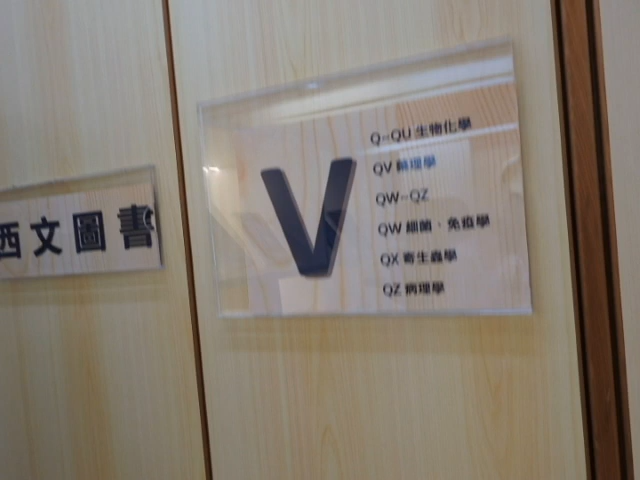 西文圖書
V
Q--QU 生物化學
QV 藥理學
QW--QZ
QW 細菌、免疫學
QX 寄生蟲學
QZ 病理學